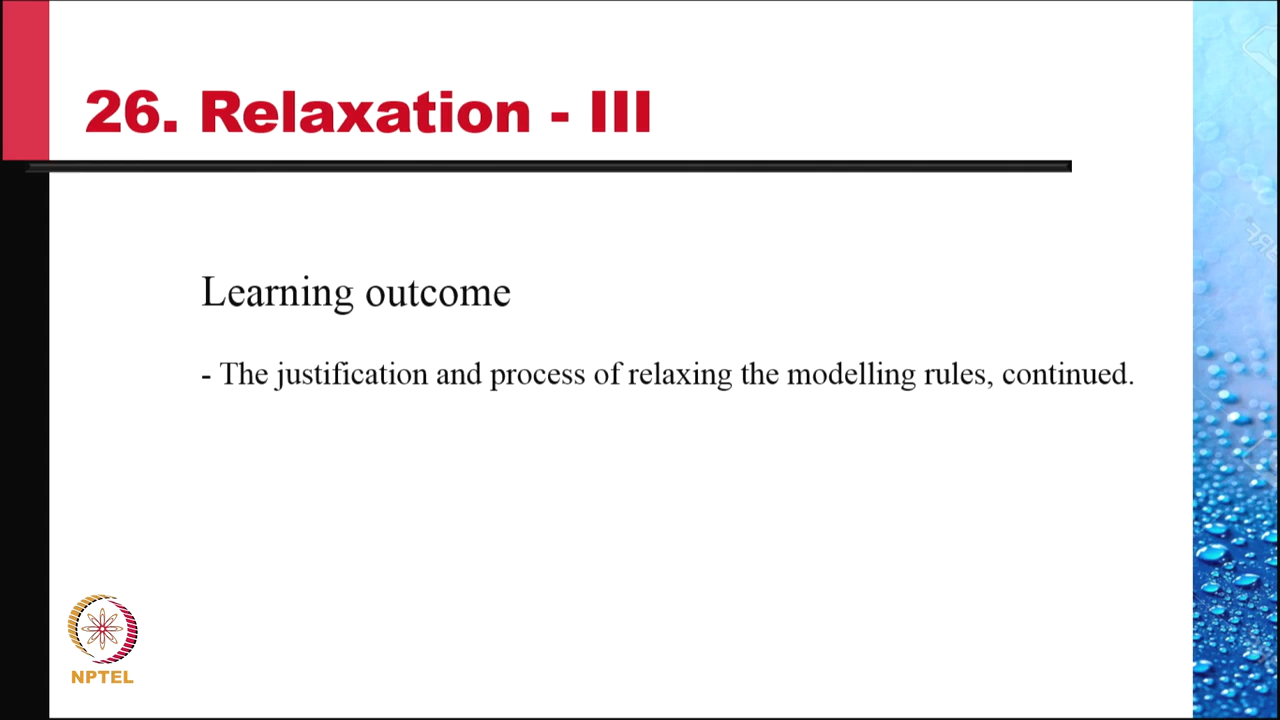 26. Relaxation - III
Learning outcome
- The justification and process of relaxing the modelling rules, continued.
NPTEL